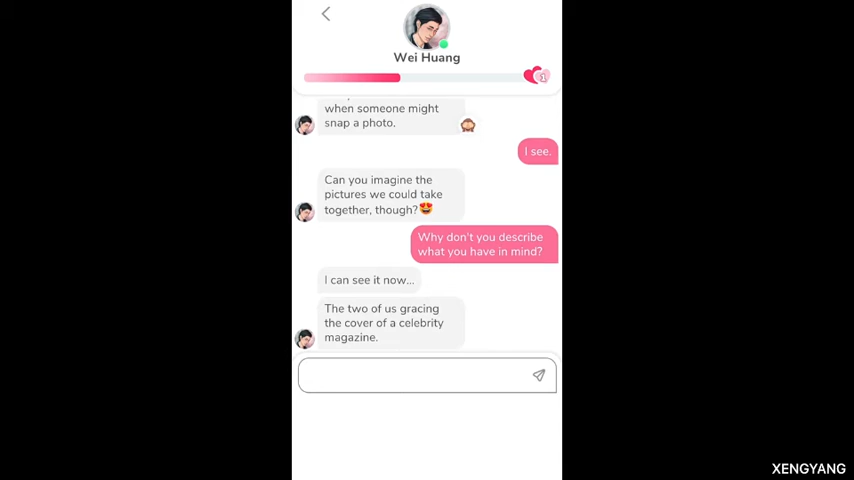 Wei Huang
1
when someone might
snap a photo.
I see.
Can you imagine the
pictures we could take
together, though?😍
Why don't you describe
what you have in mind?
I can see it now...
The two of us gracing
the cover of a celebrity
magazine.
XENGYANG